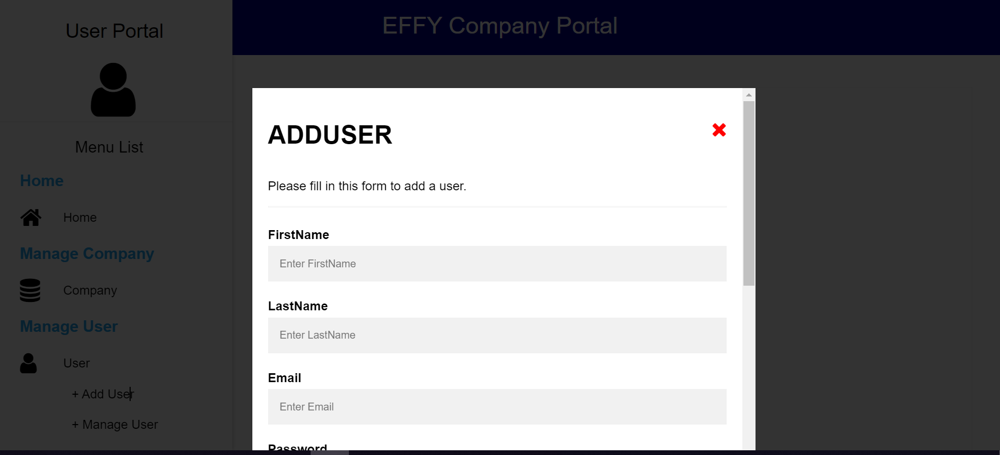 User Portal
EFFY Company Portal
Menu List
Home
Home
Manage Company
Company
Manage User
User
+ Add User
+ Manage User
ADDUSER
Please fill in this form to add a user.
FirstName
Enter FirstName
LastName
Enter LastName
Email
Enter Email
Password